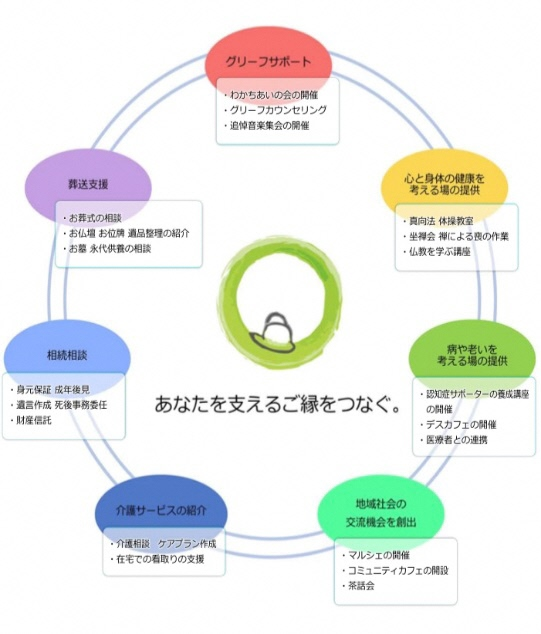 グリーフサポート
・わかちあいの会の開催
・グリーフカウンセリング
・追悼音楽集会の開催
心と身体の健康を
考える場の提供
・真向法 体操教室
・坐禅会 禅による喪の作業
・仏教を学ぶ講座
病や老いを
考える場の提供
・認知症サポーターの養成講座
の開催
・デスカフェの開催
・医療者との連携
地域社会の
交流機会を創出
・マルシェの開催
・コミュニティカフェの開設
・茶話会
介護サービスの紹介
・介護相談　ケアプラン作成
・在宅での看取りの支援
相続相談
・身元保証 成年後見
・遺言作成 死後事務委任
・財産信託
葬送支援
・お葬式の相談
・お仏壇 お位牌 遺品整理の紹介
・お墓 永代供養の相談
あなたを支えるご縁をつなぐ。